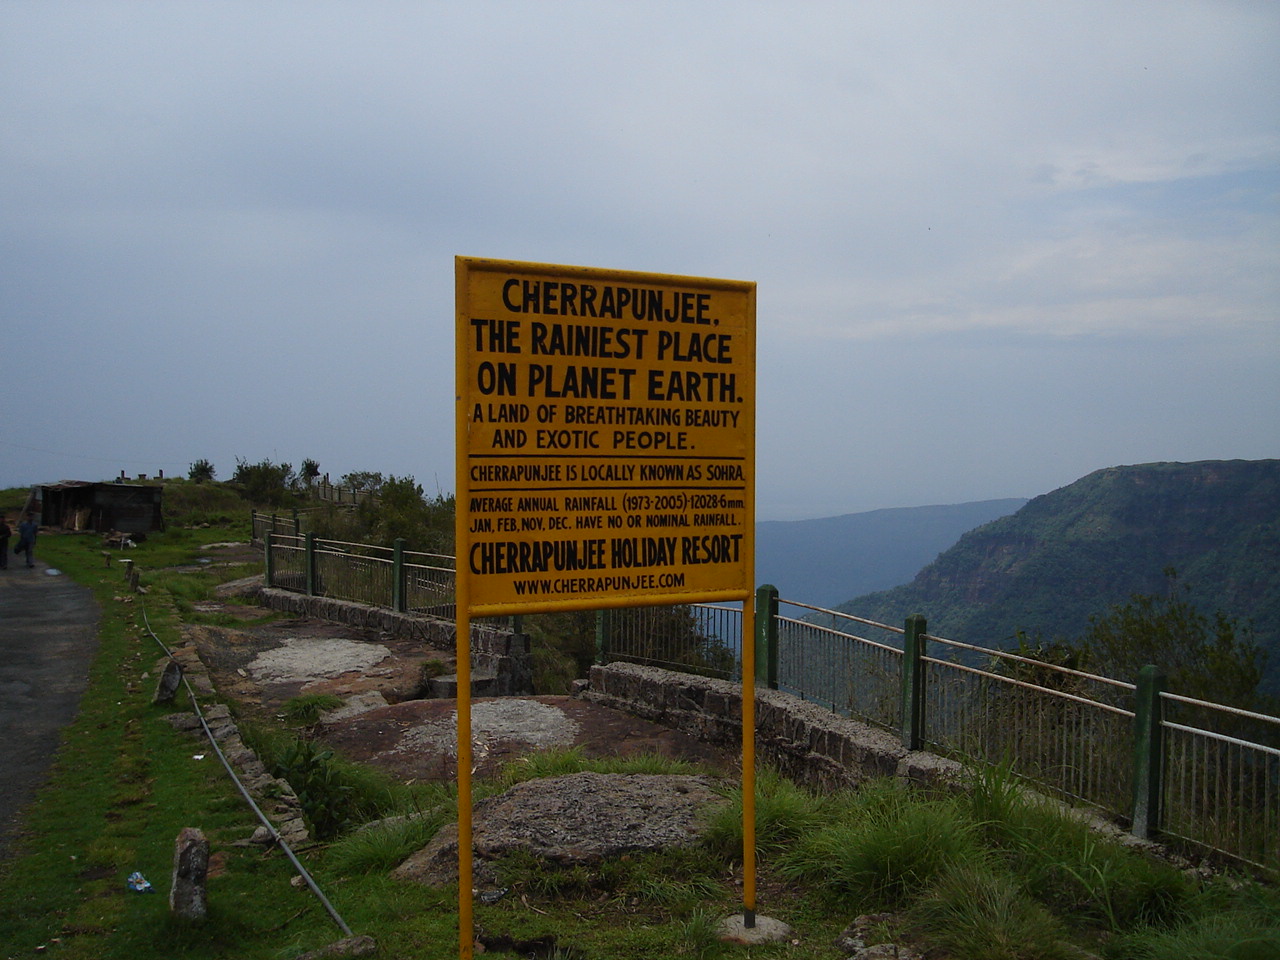 CHERRAPUNJEE,
THE RAINIEST PLACE
ON PLANET EARTH.
A LAND OF BREATHTAKING BEAUTY
AND EXOTIC PEOPLE.
CHERRAPUNJEE IS LOCALLY KNOWN AS SOHRA
AVERAGE ANNUAL RAINFALL (1973-2005)-12028·6mm
JAN, FEB, NOV, DEC. HAVE NO OR NOMINAL RAINFALL.
CHERRAPUNJEE HOLIDAY RESORT
WWW.CHERRAPUNJEE.COM